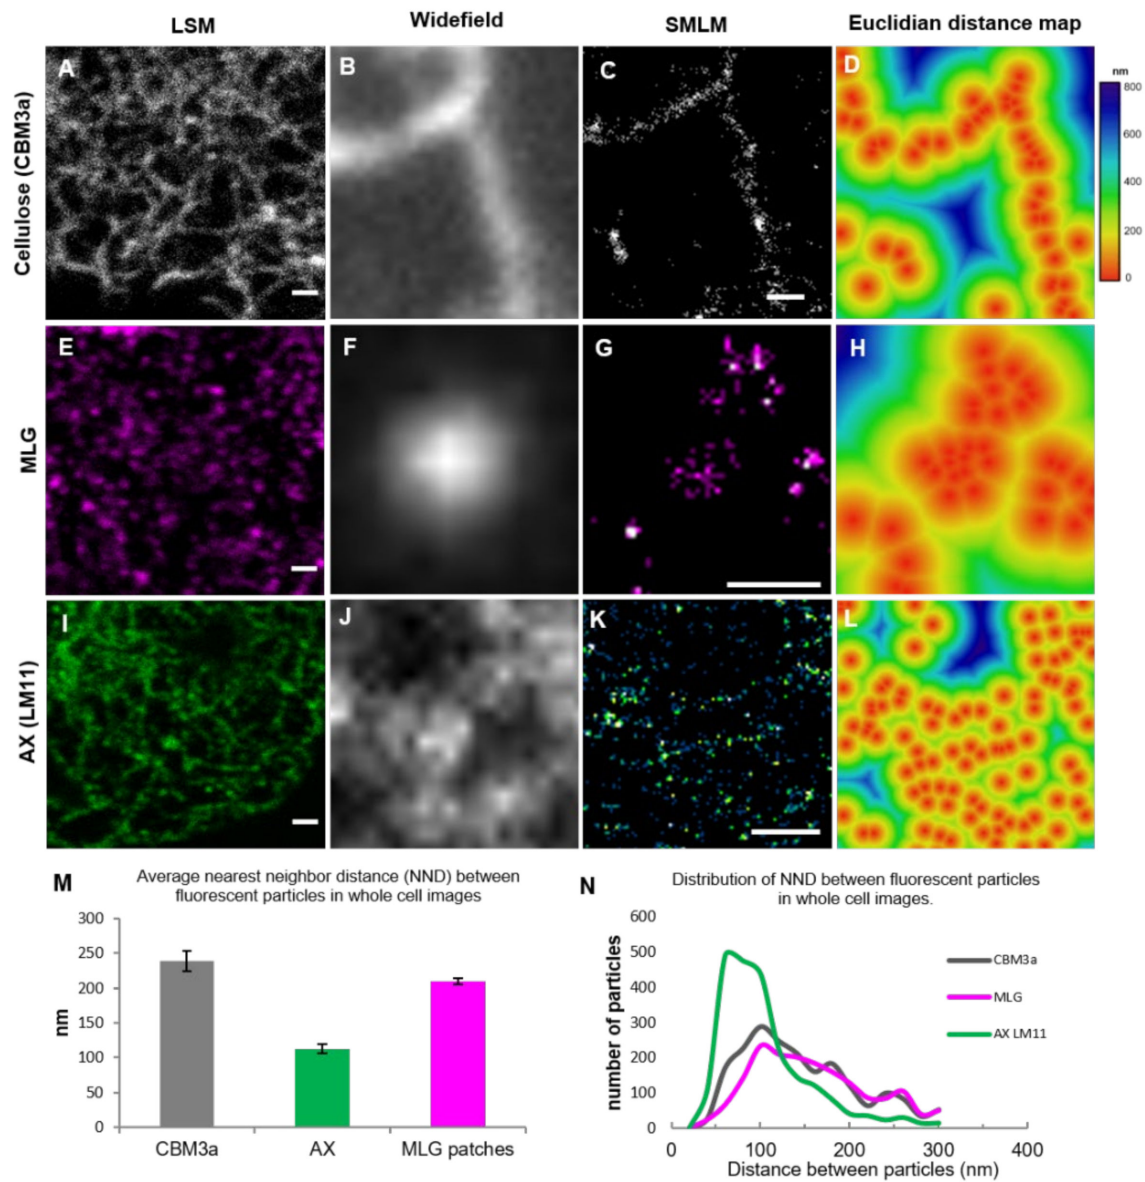 LSM
Widefield
SMLM
Euclidian distance map
Cellulose (CBM3a)
A
B
C
D
nm
800
600
400
200
0
MLG
E
F
G
H
AX (LM11)
I
J
K
L
M
Average nearest neighbor distance (NND) between
fluorescent particles in whole cell images
300
250
200
150
100
50
0
nm
CBM3a
AX
MLG patches
N
Distribution of NND between fluorescent particles
in whole cell images.
600
500
400
300
200
100
0
number of particles
CBM3a
MLG
AX LM11
0
100
200
300
400
Distance between particles (nm)